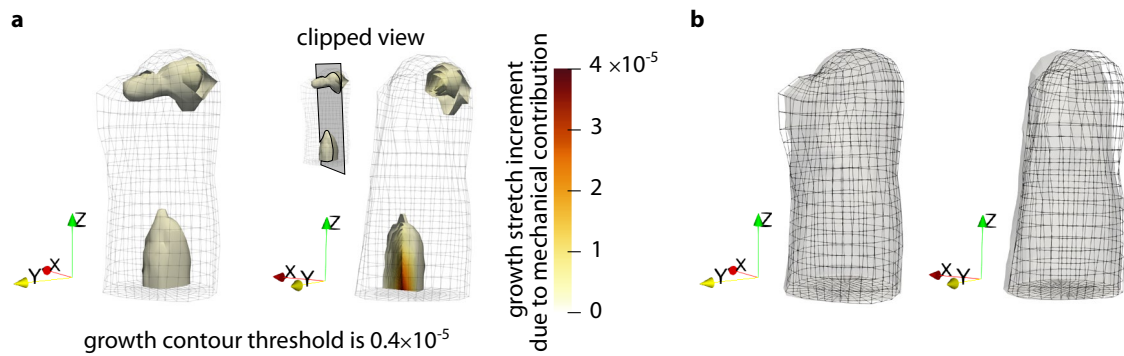 a
clipped view
Z
Y
X
Z
X
Y
growth contour threshold is 0.4×10⁻⁵
growth stretch increment
due to mechanical contribution
4 ×10⁻⁵
3
2
1
0
b
Z
Y
X
Z
X
Y